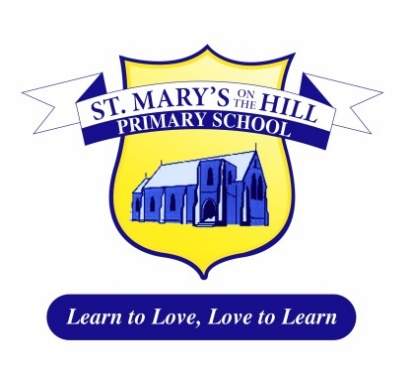 ST. MARY'S ON THE HILL
PRIMARY SCHOOL
Learn to Love, Love to Learn